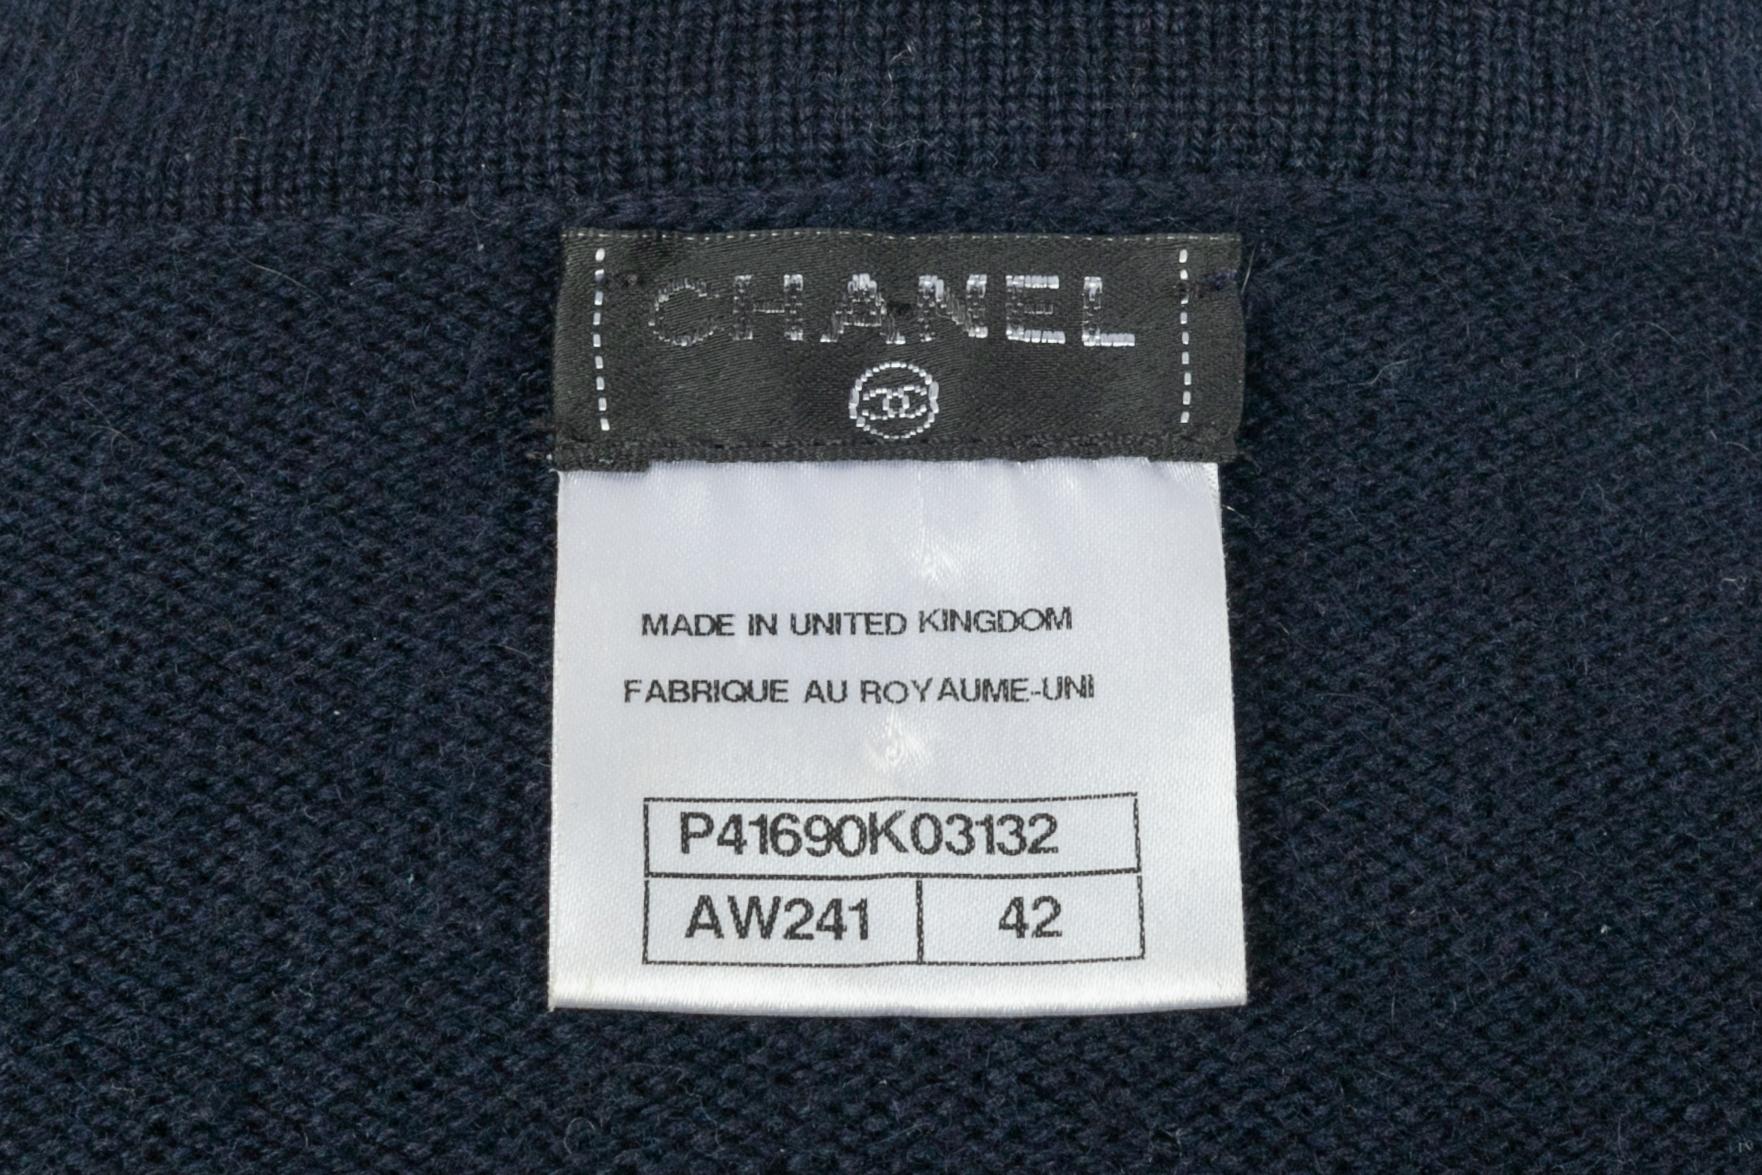 CHANEL
MADE IN UNITED KINGDOM
FABRIQUE AU ROYAUME-UNI
P41690K03132
AW241 42